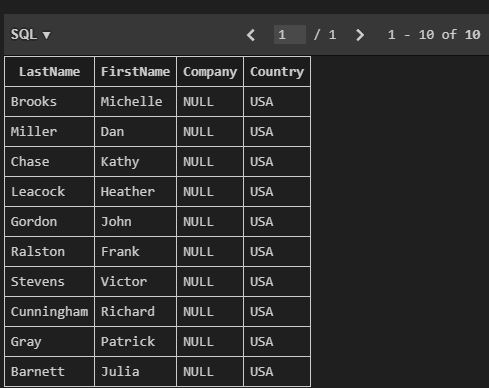 SQL ▼ < 1 / 1 > 1 - 10 of 10
LastName FirstName Company Country
Brooks Michelle NULL USA
Miller Dan NULL USA
Chase Kathy NULL USA
Leacock Heather NULL USA
Gordon John NULL USA
Ralston Frank NULL USA
Stevens Victor NULL USA
Cunningham Richard NULL USA
Gray Patrick NULL USA
Barnett Julia NULL USA